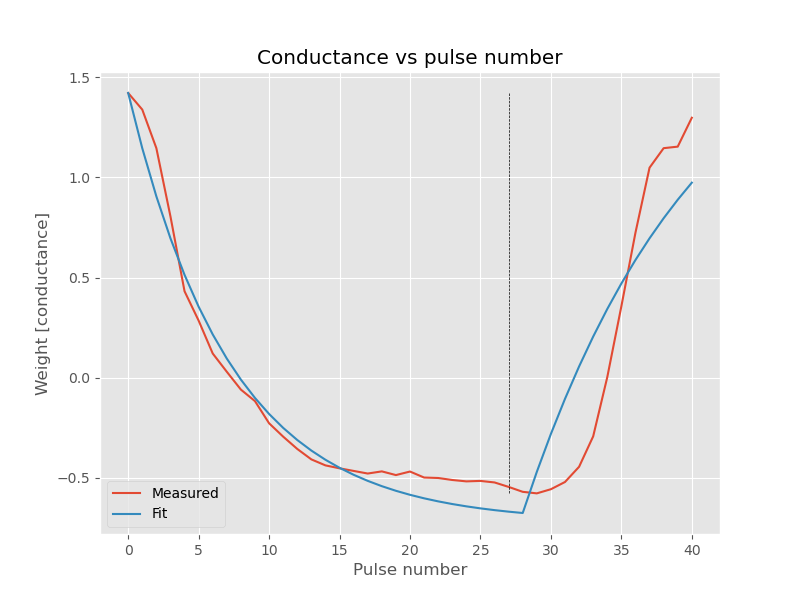 Conductance vs pulse number
Weight [conductance]
1.5
1.0
0.5
0.0
−0.5
Measured
Fit
0 5 10 15 20 25 30 35 40
Pulse number